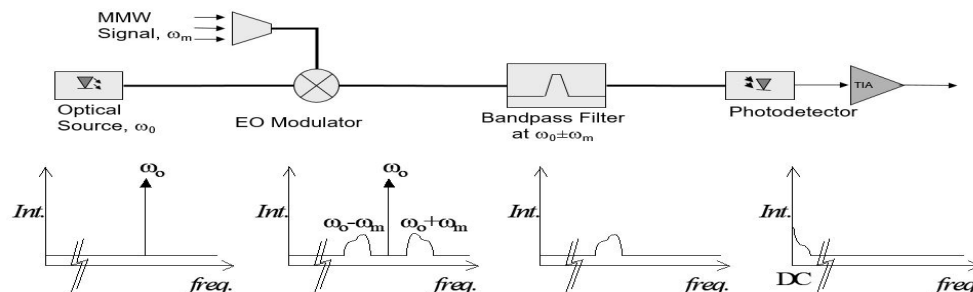 MMW
Signal, ωm
TIA
Optical
Source, ω0
EO Modulator
Bandpass Filter
at ω0±ωm
Photodetector
ωo
Int.
freq.
ωo
ωo-ωm
ωo+ωm
Int.
freq.
Int.
freq.
Int.
DC
freq.